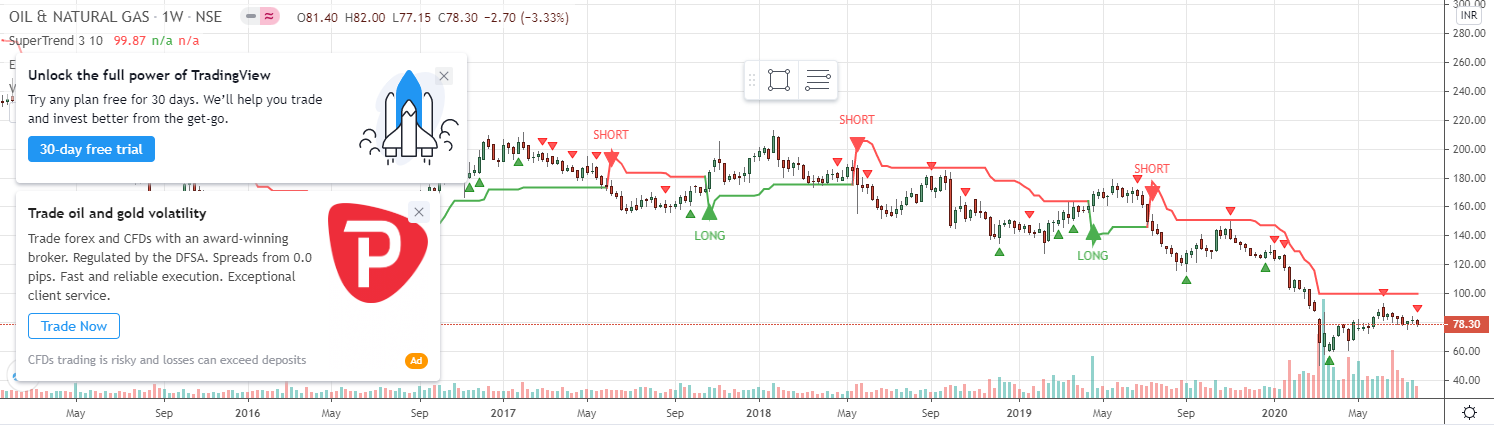 OIL & NATURAL GAS · 1W · NSE O81.40 H82.00 L77.15 C78.30 −2.70 (−3.33%)
SuperTrend 3 10 99.87 n/a n/a
Unlock the full power of TradingView
Try any plan free for 30 days. We'll help you trade
and invest better from the get-go.
30-day free trial
Trade oil and gold volatility
Trade forex and CFDs with an award-winning
broker. Regulated by the DFSA. Spreads from 0.0
pips. Fast and reliable execution. Exceptional
client service.
Trade Now
CFDs trading is risky and losses can exceed deposits
Ad
P
SHORT
LONG
SHORT
LONG
SHORT
300.00
INR
280.00
260.00
240.00
220.00
200.00
180.00
160.00
140.00
120.00
100.00
78.30
60.00
40.00
May Sep 2016 May Sep 2017 May Sep 2018 May Sep 2019 May Sep 2020 May